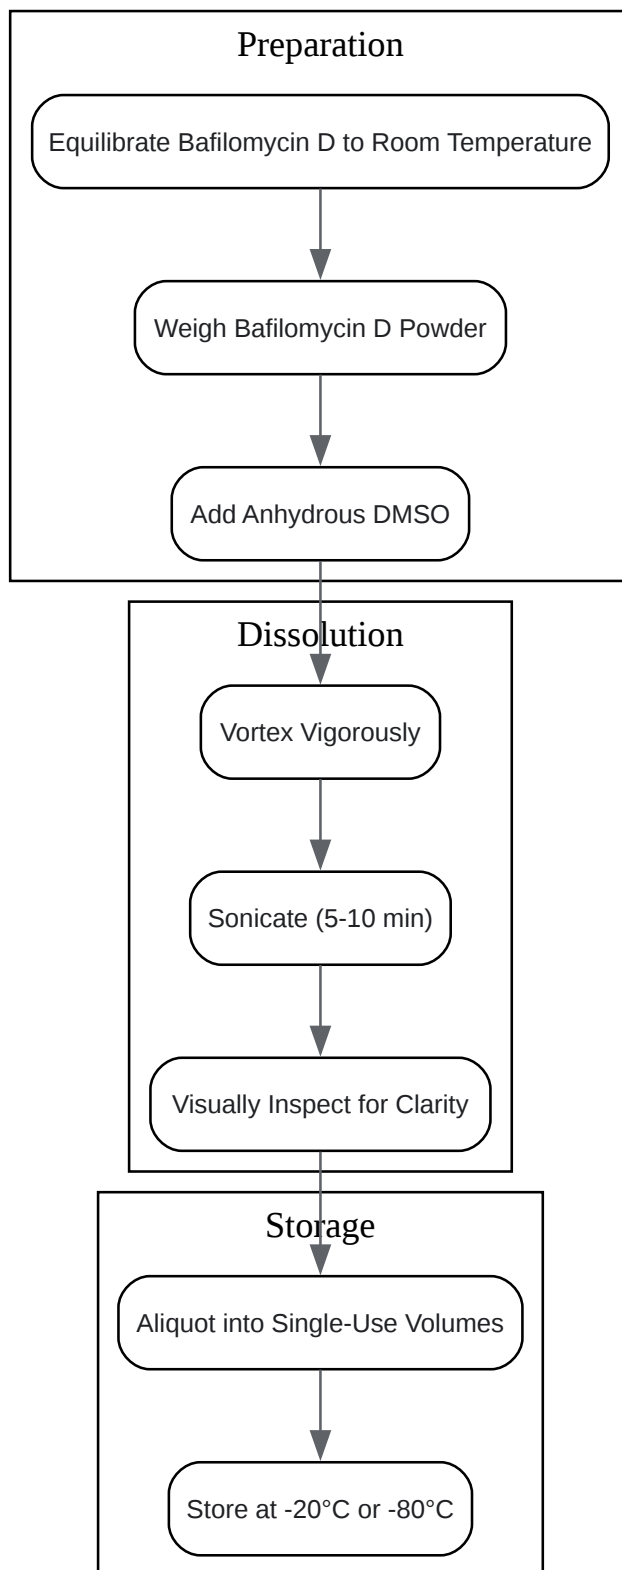 Preparation
Equilibrate Bafilomycin D to Room Temperature
Weigh Bafilomycin D Powder
Add Anhydrous DMSO
Dissolution
Vortex Vigorously
Sonicate (5-10 min)
Visually Inspect for Clarity
Storage
Aliquot into Single-Use Volumes
Store at -20°C or -80°C